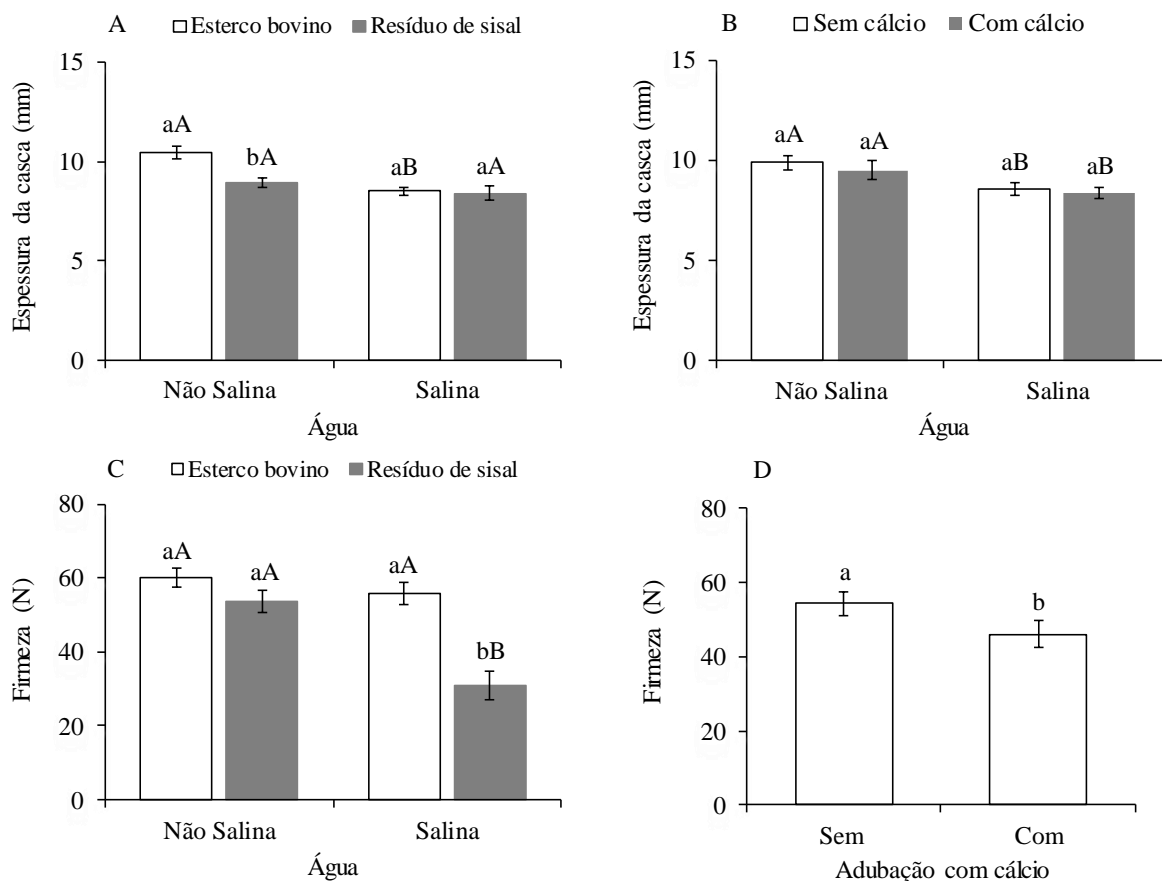 A
Esterco bovino Resíduo de sisal
Espessura da casca (mm)
15
10
5
0
aA
bA
aB
aA
Não Salina Salina
Água
B
Sem cálcio Com cálcio
Espessura da casca (mm)
15
10
5
0
aA
aA
aB
aB
Não Salina Salina
Água
C
Esterco bovino Resíduo de sisal
Firmeza (N)
80
60
40
20
0
aA
aA
aA
bB
Não Salina Salina
Água
D
Firmeza (N)
80
60
40
20
0
a
b
Sem Com
Adubação com cálcio